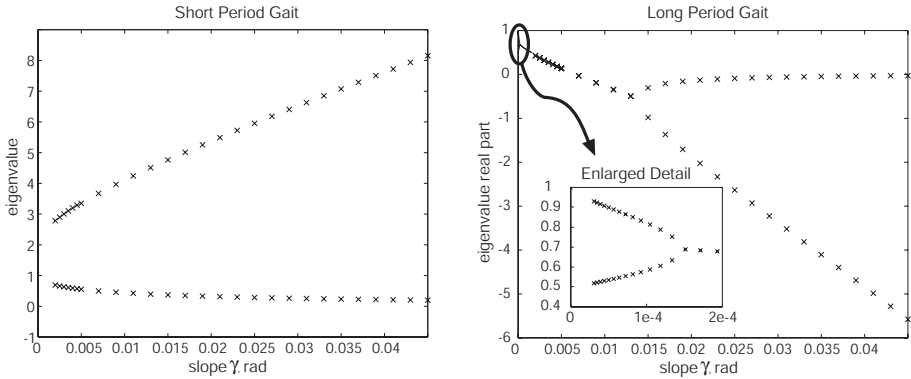 Short Period Gait
8
7
6
5
4
3
2
1
0
-1
eigenvalue
0 0.005 0.01 0.015 0.02 0.025 0.03 0.035 0.04
slope γ, rad
Long Period Gait
1
0
-1
-2
-3
-4
-5
-6
eigenvalue real part
Enlarged Detail
1
0.9
0.8
0.7
0.6
0.5
0.4
0 1e-4 2e-4
0 0.005 0.01 0.015 0.02 0.025 0.03 0.035 0.04
slope γ, rad